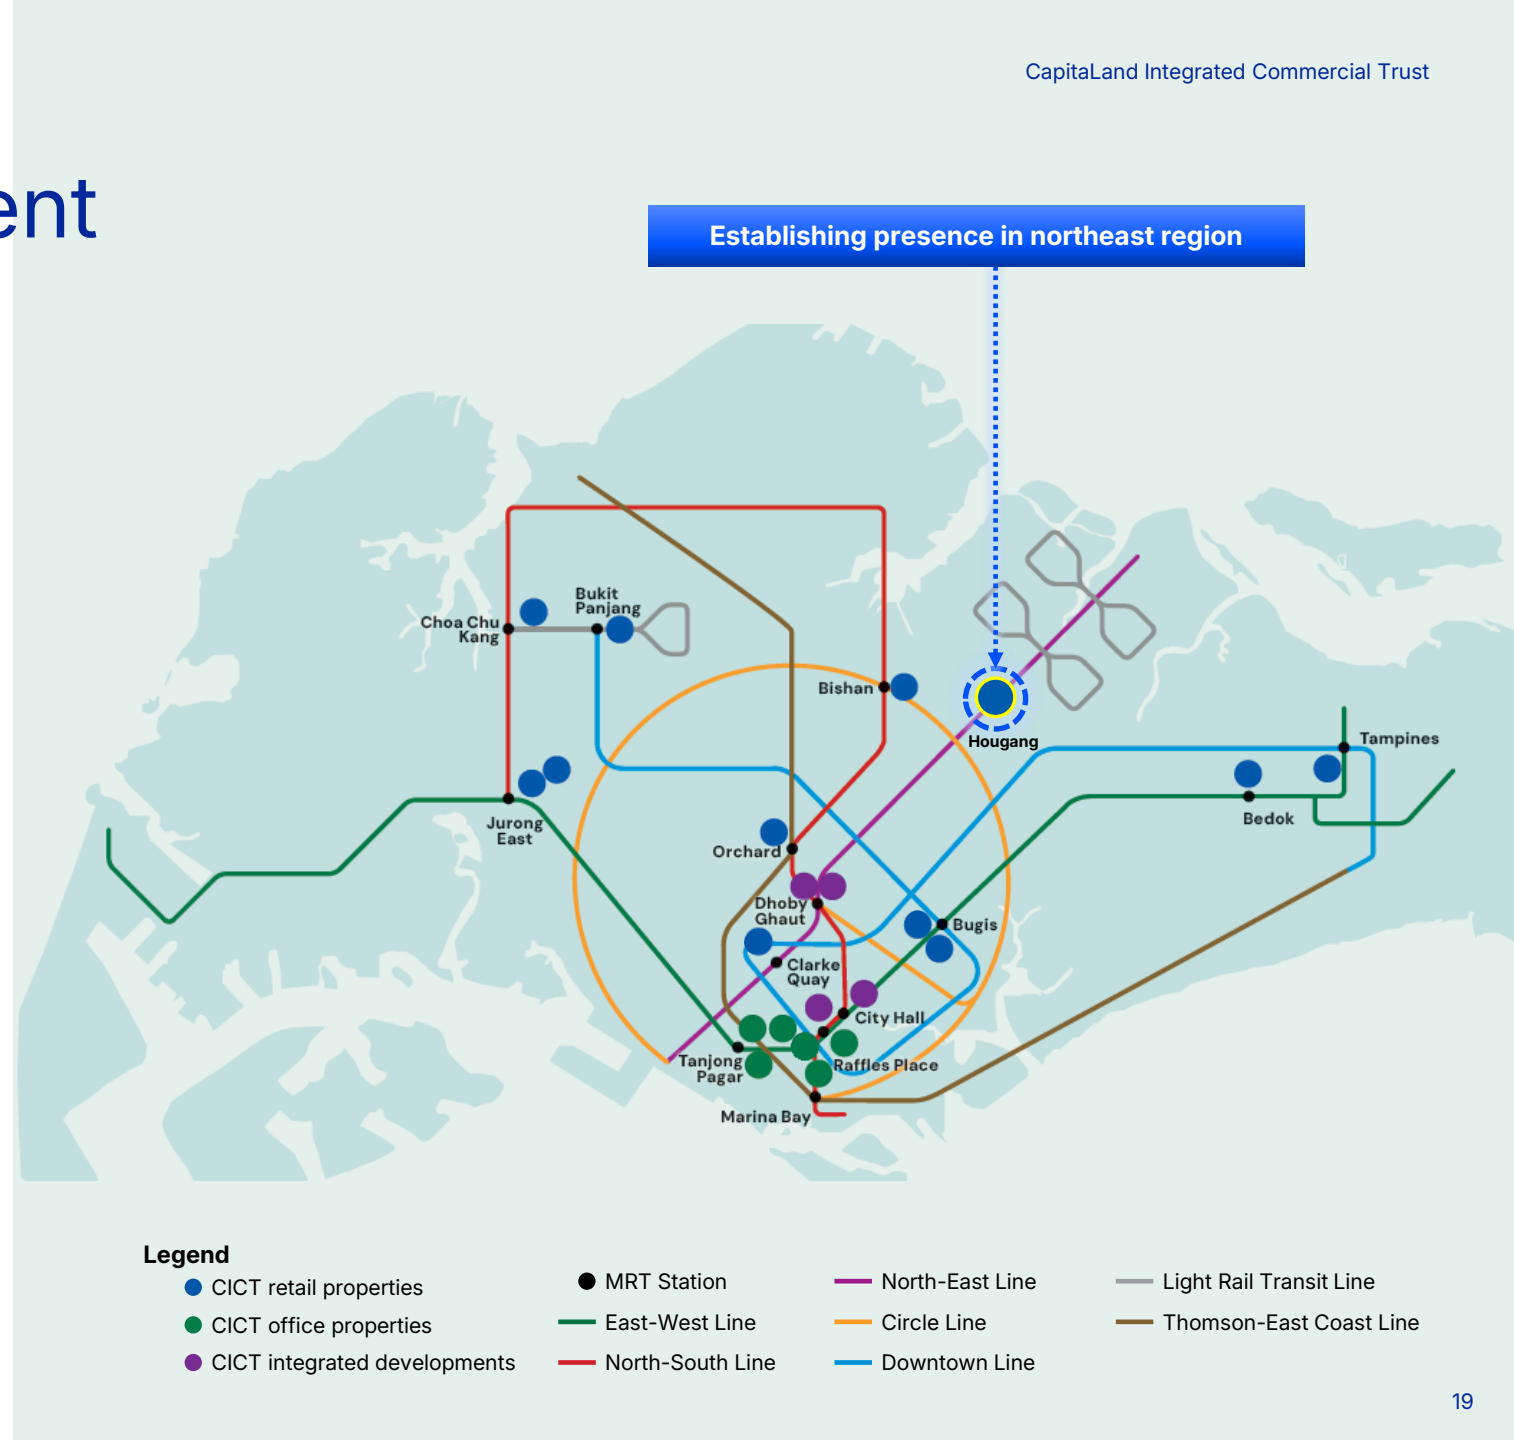 CapitaLand Integrated Commercial Trust
ent
Establishing presence in northeast region
Bukit
Panjang
Choa Chu
Kang
Bishan
Hougang
Tampines
Bedok
Jurong
East
Orchard
Dhoby
Ghaut
Bugis
Clarke
Quay
City Hall
Tanjong
Pagar
Raffles Place
Marina Bay
Legend
CICT retail properties
CICT office properties
CICT integrated developments
MRT Station
East-West Line
North-South Line
North-East Line
Circle Line
Downtown Line
Light Rail Transit Line
Thomson-East Coast Line
19